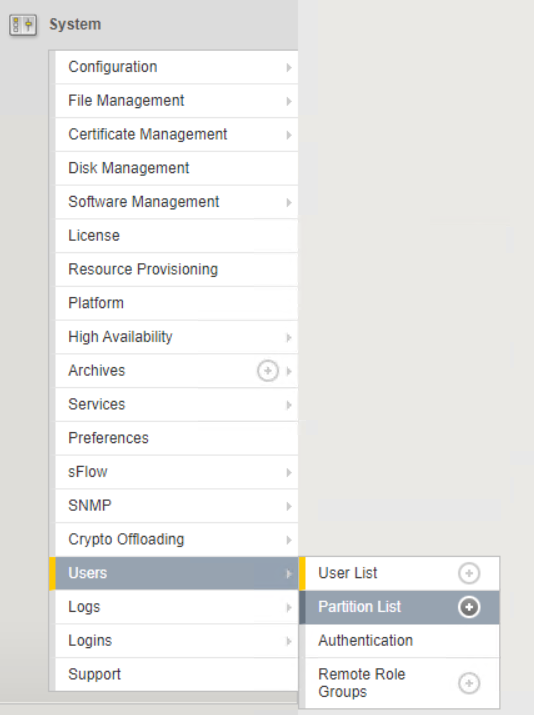 System
Configuration
File Management
Certificate Management
Disk Management
Software Management
License
Resource Provisioning
Platform
High Availability
Archives
Services
Preferences
sFlow
SNMP
Crypto Offloading
Users
Logs
Logins
Support
User List
Partition List
Authentication
Remote Role
Groups